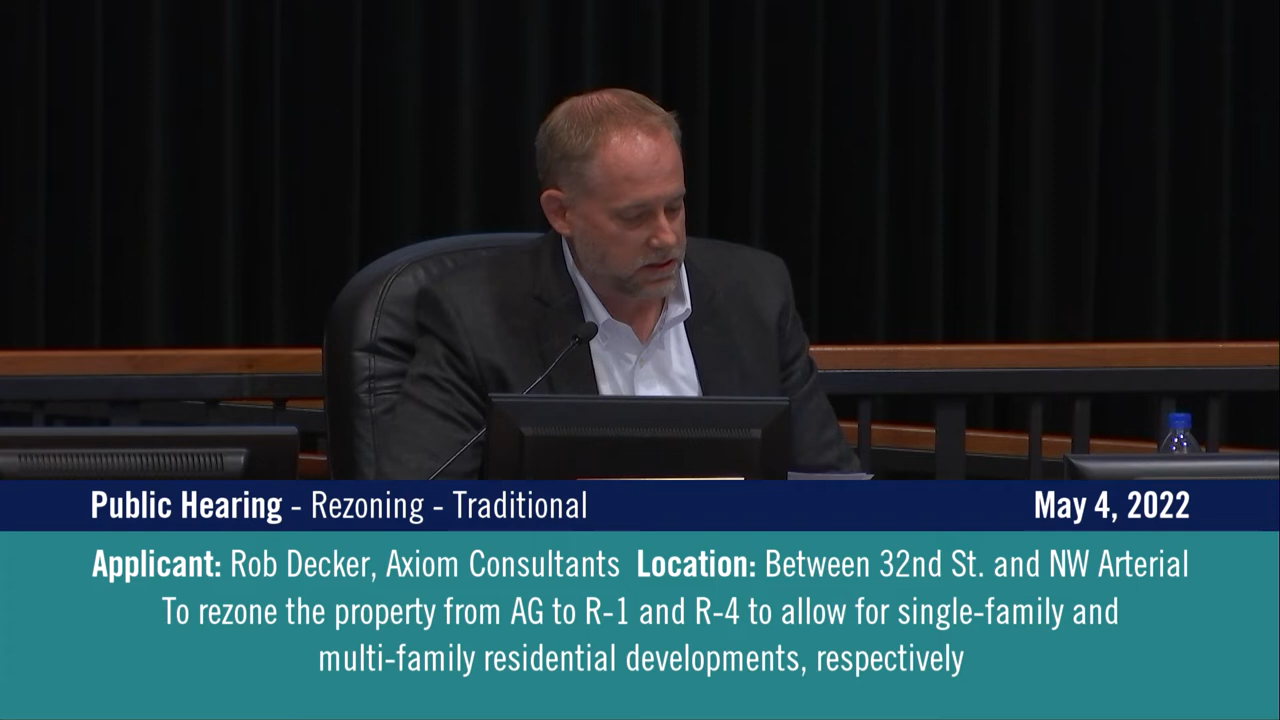 Public Hearing - Rezoning - Traditional May 4, 2022
Applicant: Rob Decker, Axiom Consultants Location: Between 32nd St. and NW Arterial
To rezone the property from AG to R-1 and R-4 to allow for single-family and
multi-family residential developments, respectively